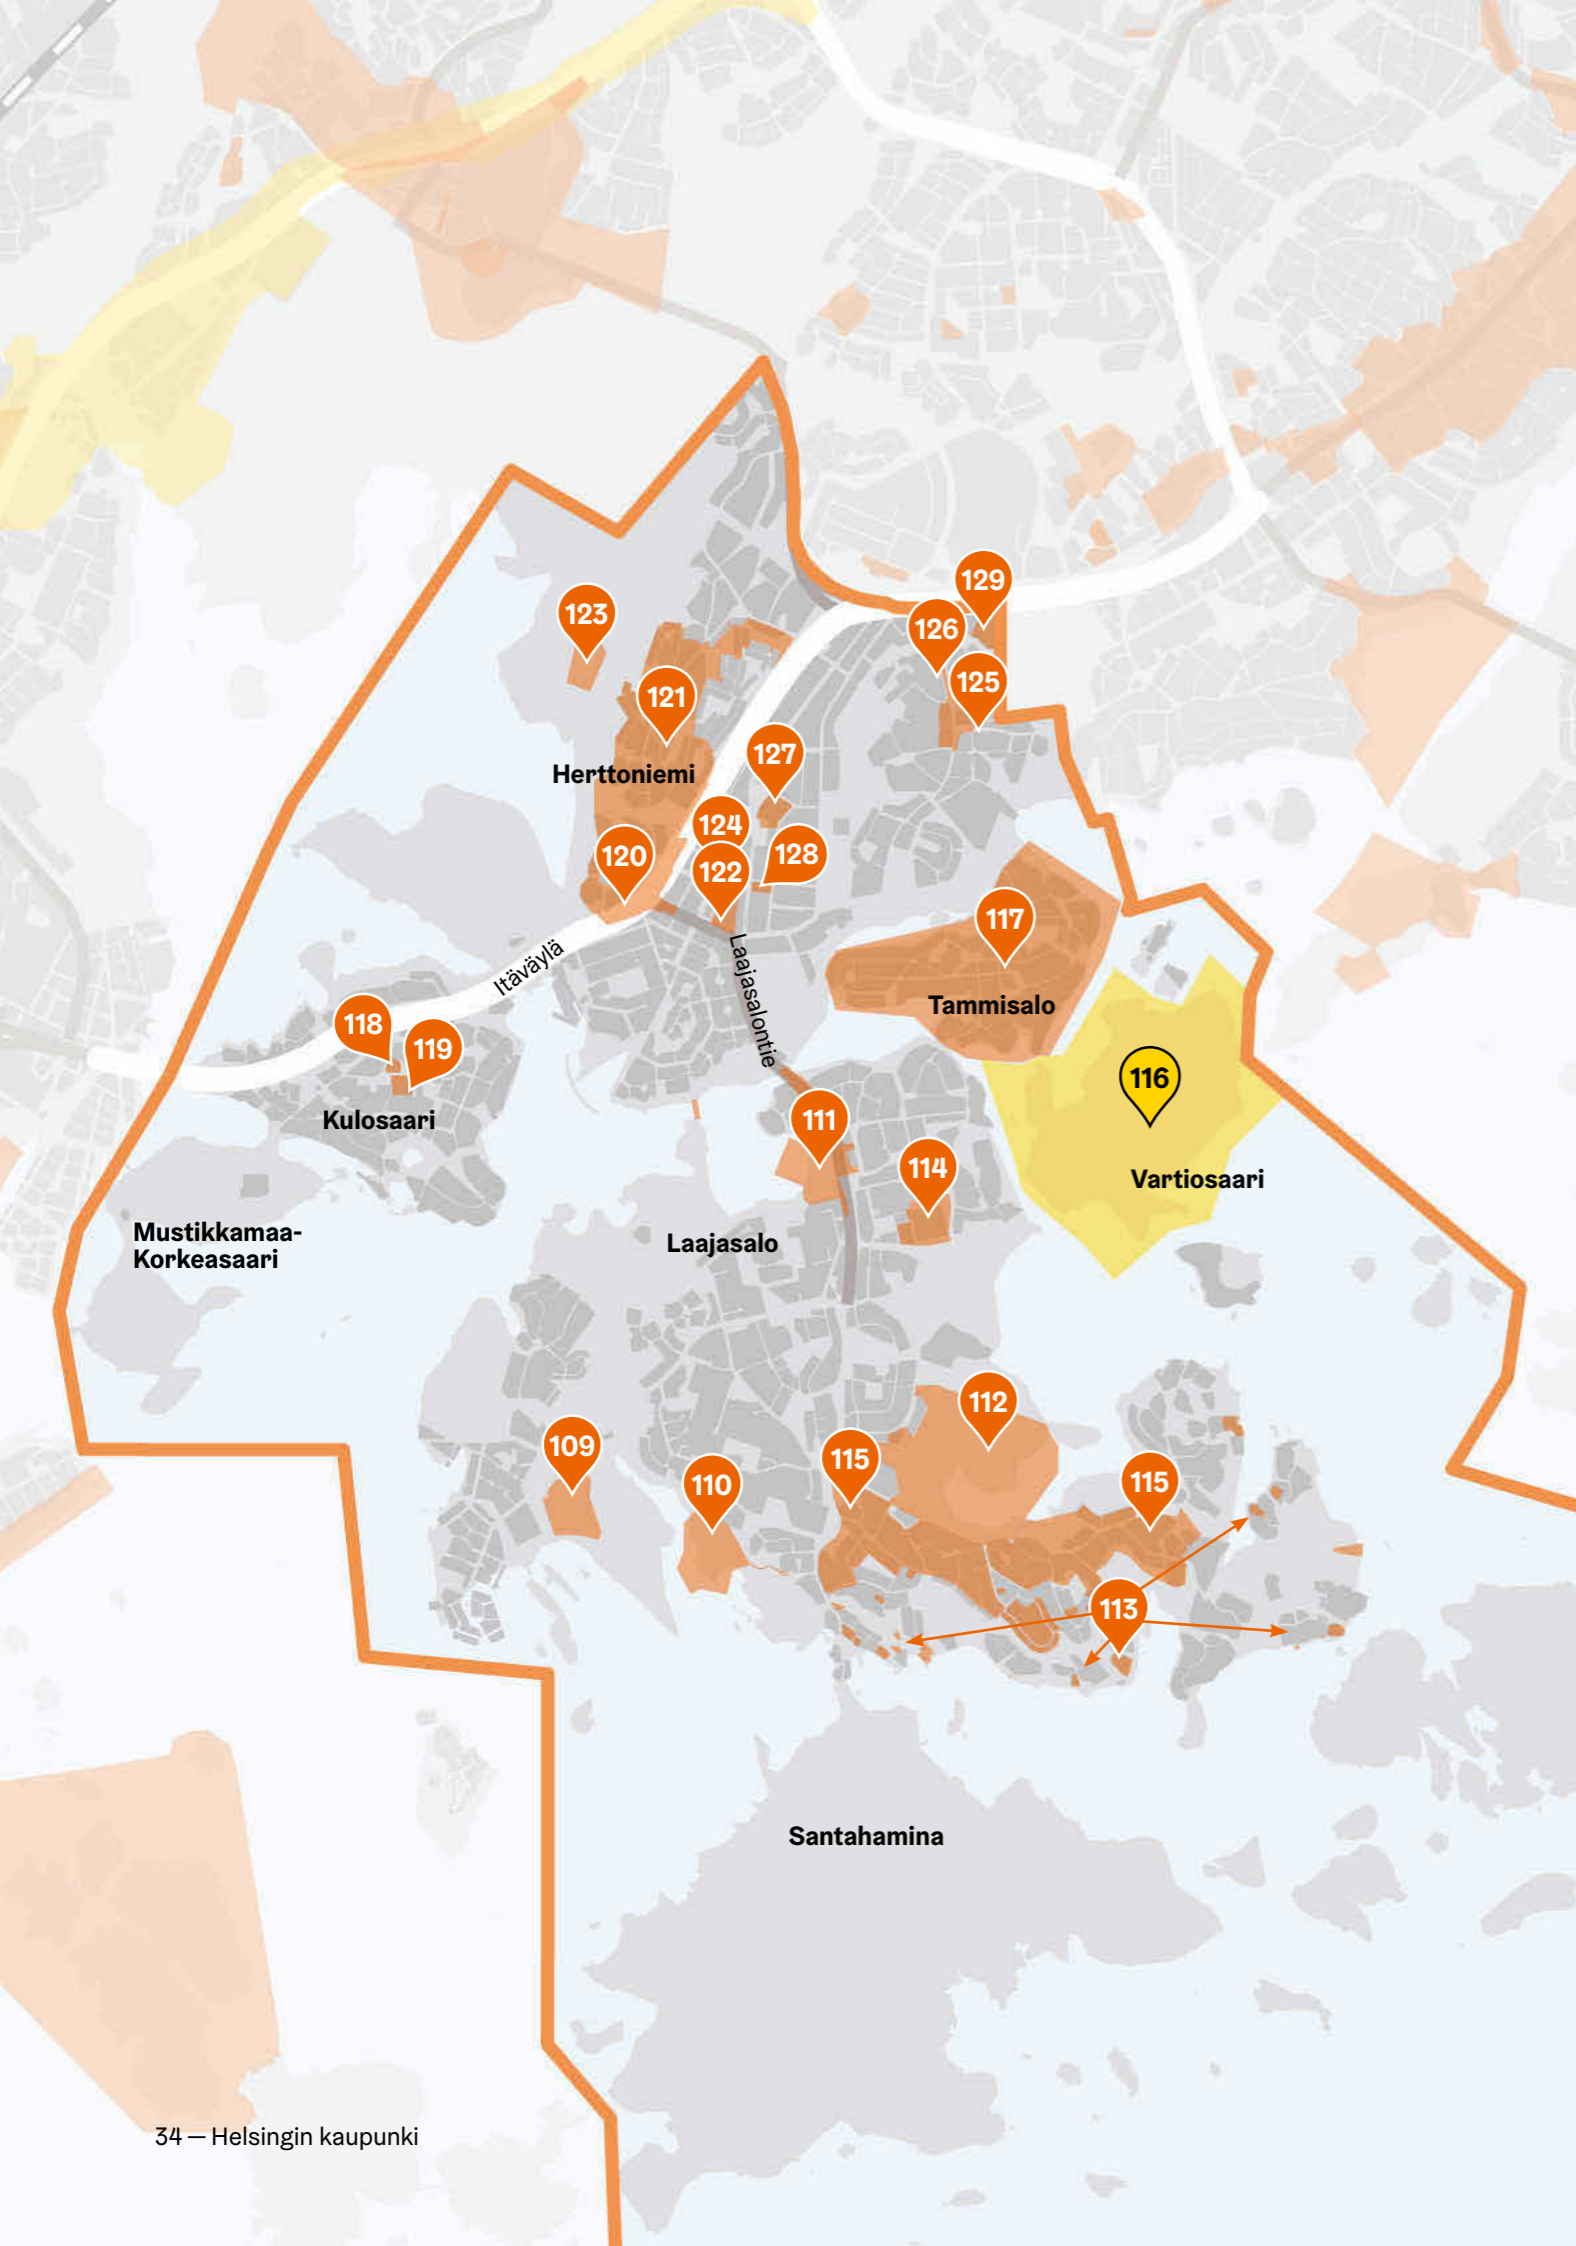 129
123
126
125
121
127
Herttoniemi
124
120
128
122
117
Itäväylä
Laajasalontie
Tammisalo
118
119
116
Kulosaari
111
114
Vartiosaari
Mustikkamaa-
Korkeasaari
Laajasalo
112
109
115
110
115
113
Santahamina
34 — Helsingin kaupunki